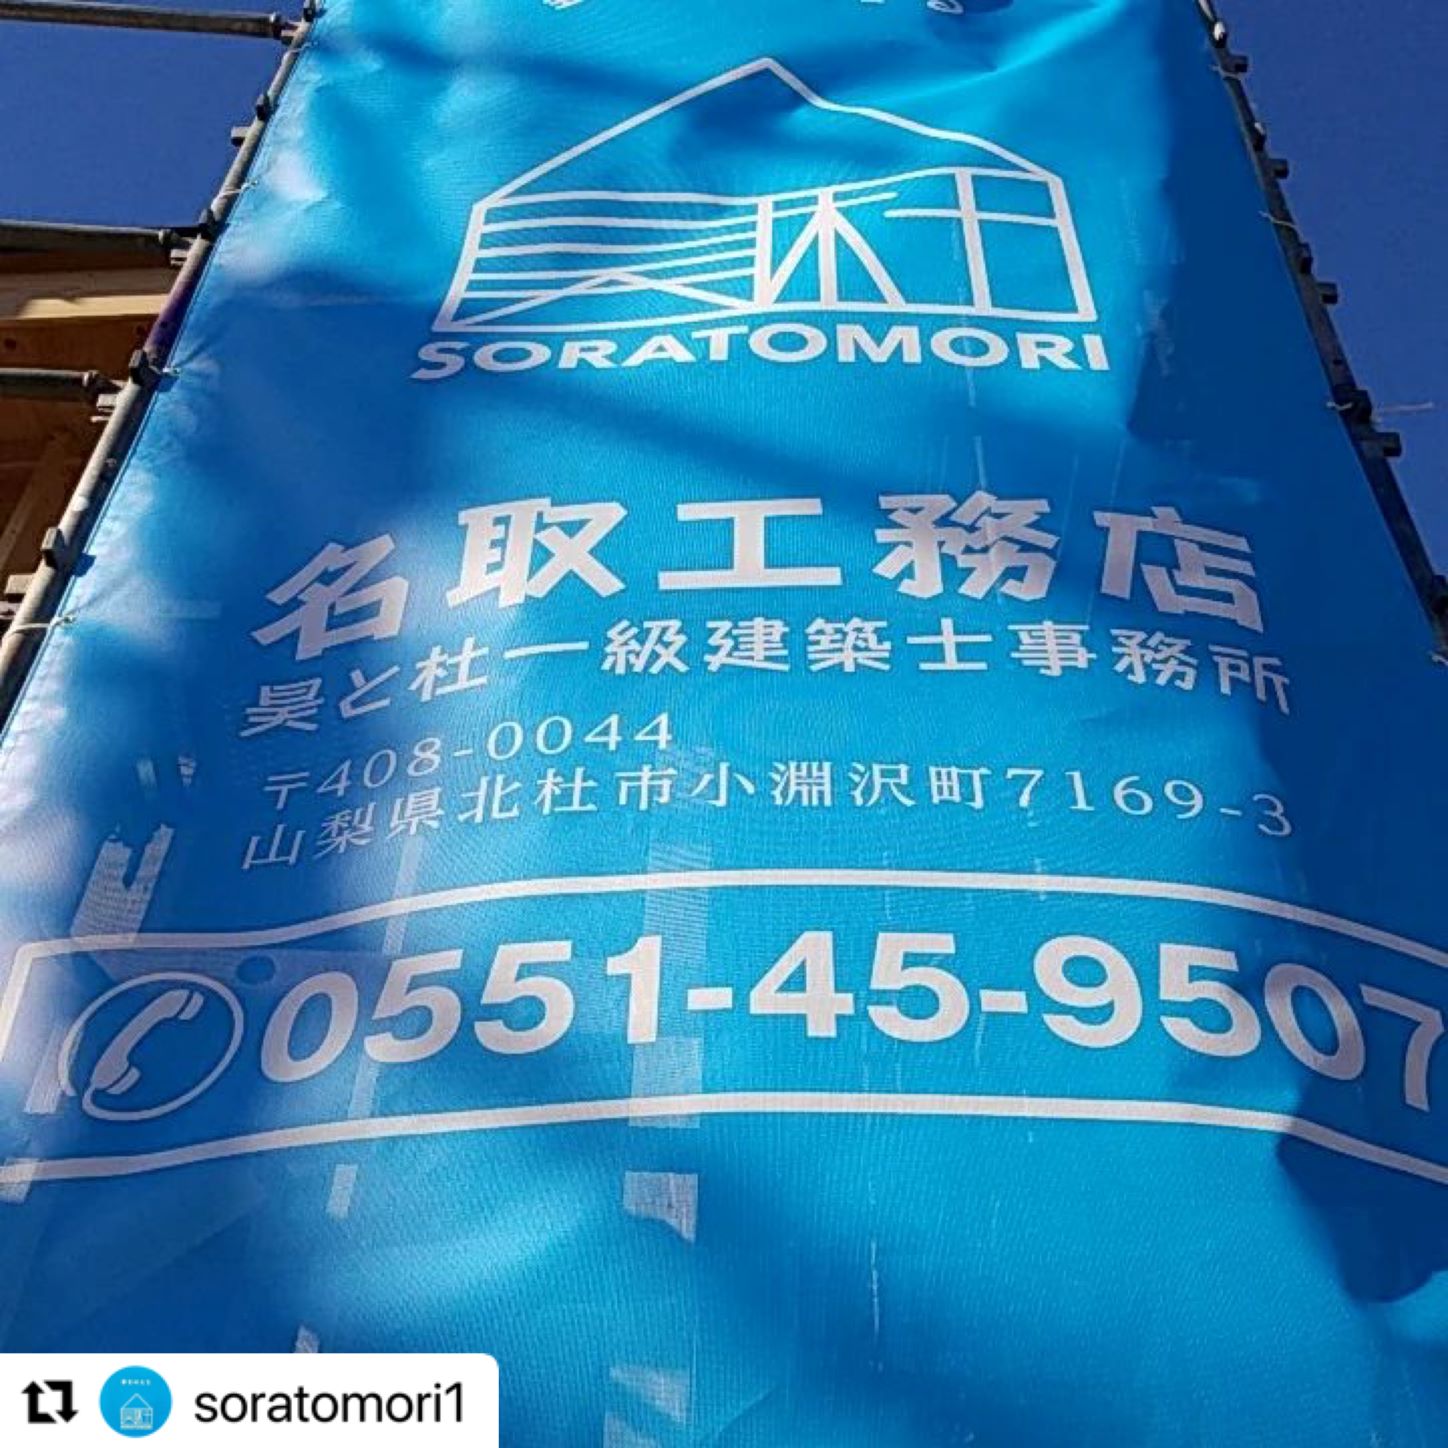 SORATOMORI
名取工務店
昊と杜一級建築士事務所
〒408-0044
山梨県北杜市小淵沢町7169-3
0551-45-9507
soratomori1